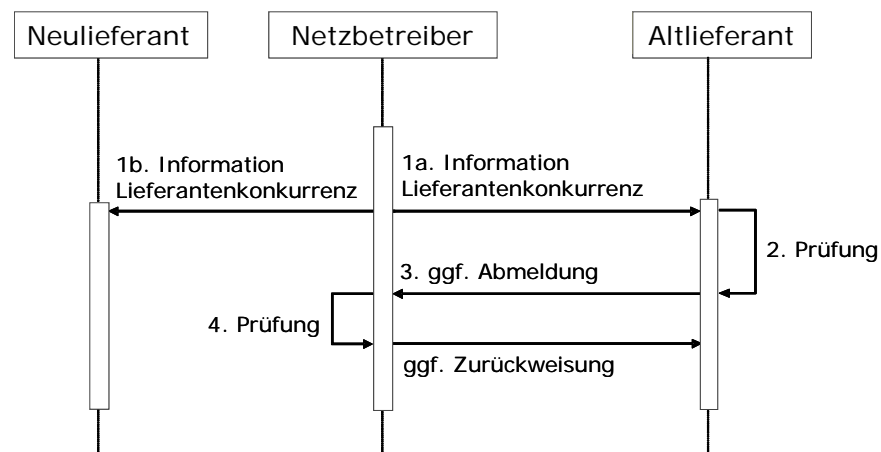 Neulieferant
Netzbetreiber
Altlieferant
1b. Information
Lieferantenkonkurrenz
1a. Information
Lieferantenkonkurrenz
2. Prüfung
3. ggf. Abmeldung
4. Prüfung
ggf. Zurückweisung